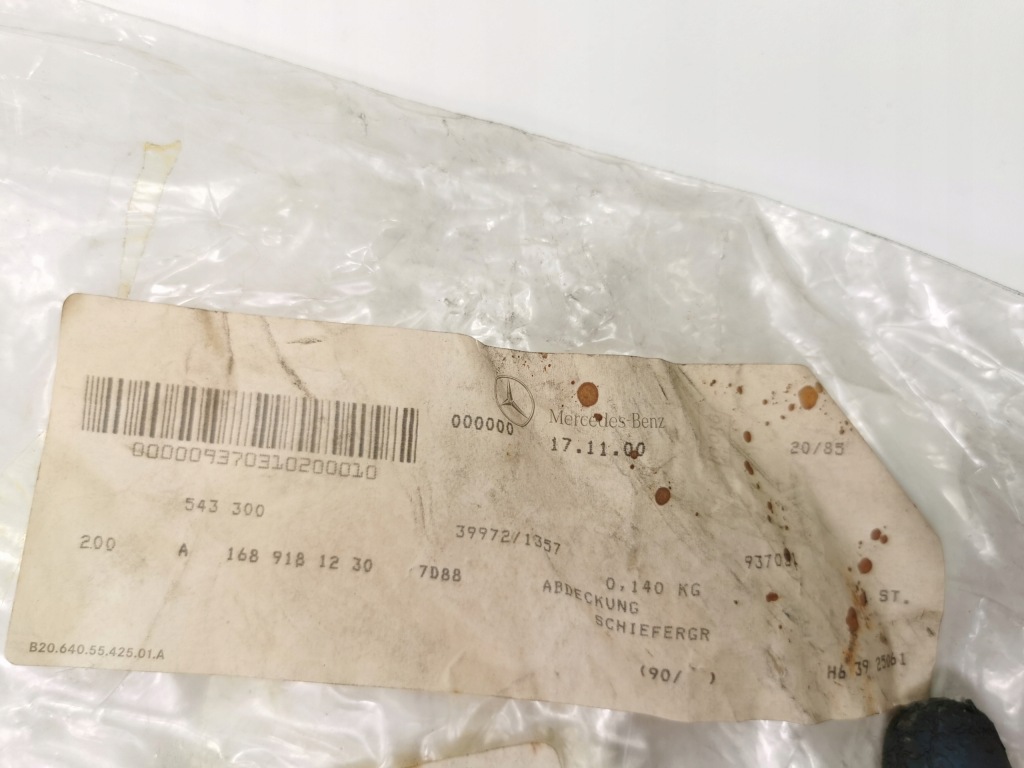 000000
Mercedes-Benz
17.11.00
20/85
000009370310200010
543 300
39972/1357
200 A 168 918 12 30 7D88
0,140 KG
ST.
ABDECKUNG
SCHIEFERGR
B20.640.55.425.01.A
(90/ )
H6 39